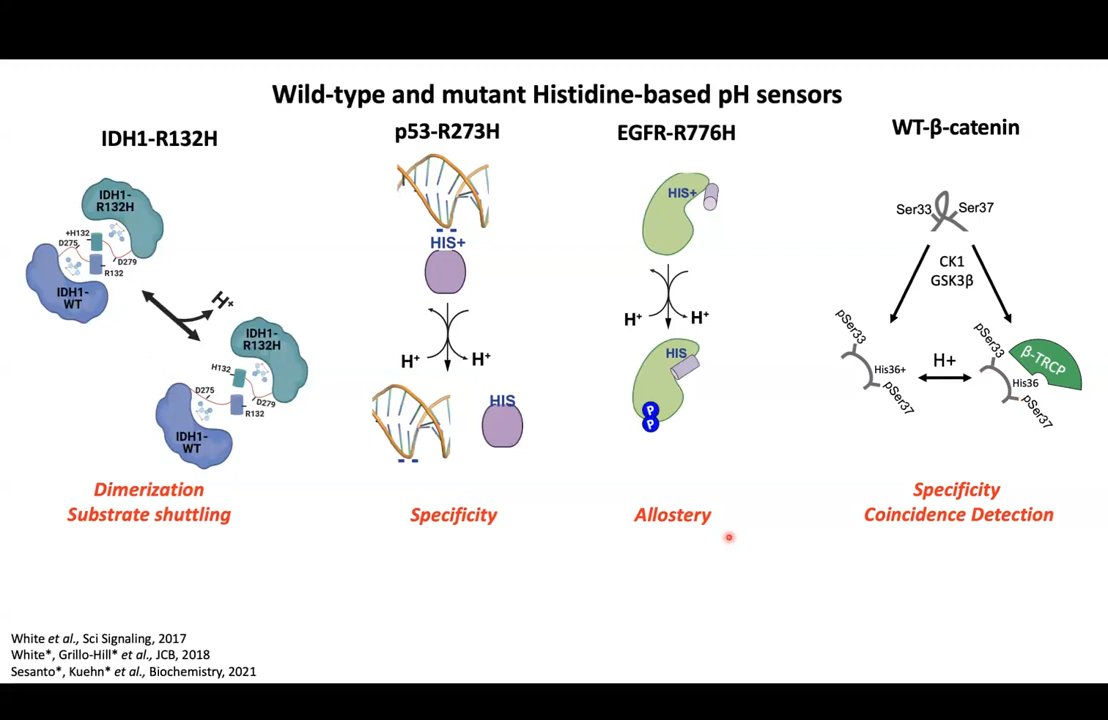 Wild-type and mutant Histidine-based pH sensors
IDH1-R132H
IDH1-
R132H
+H132
D275
D279
R132
IDH1-
WT
H+
IDH1-
R132H
H132
D275
D279
R132
IDH1-
WT
Dimerization
Substrate shuttling
p53-R273H
HIS+
H+
H+
HIS
Specificity
EGFR-R776H
HIS+
H+
H+
HIS
P
P
Allostery
WT-β-catenin
Ser33
Ser37
CK1
GSK3β
pSer33
His36+
pSer37
H+
pSer33
β-TRCP
His36
pSer37
Specificity
Coincidence Detection
White et al., Sci Signaling, 2017
White*, Grillo-Hill* et al., JCB, 2018
Sesanto*, Kuehn* et al., Biochemistry, 2021